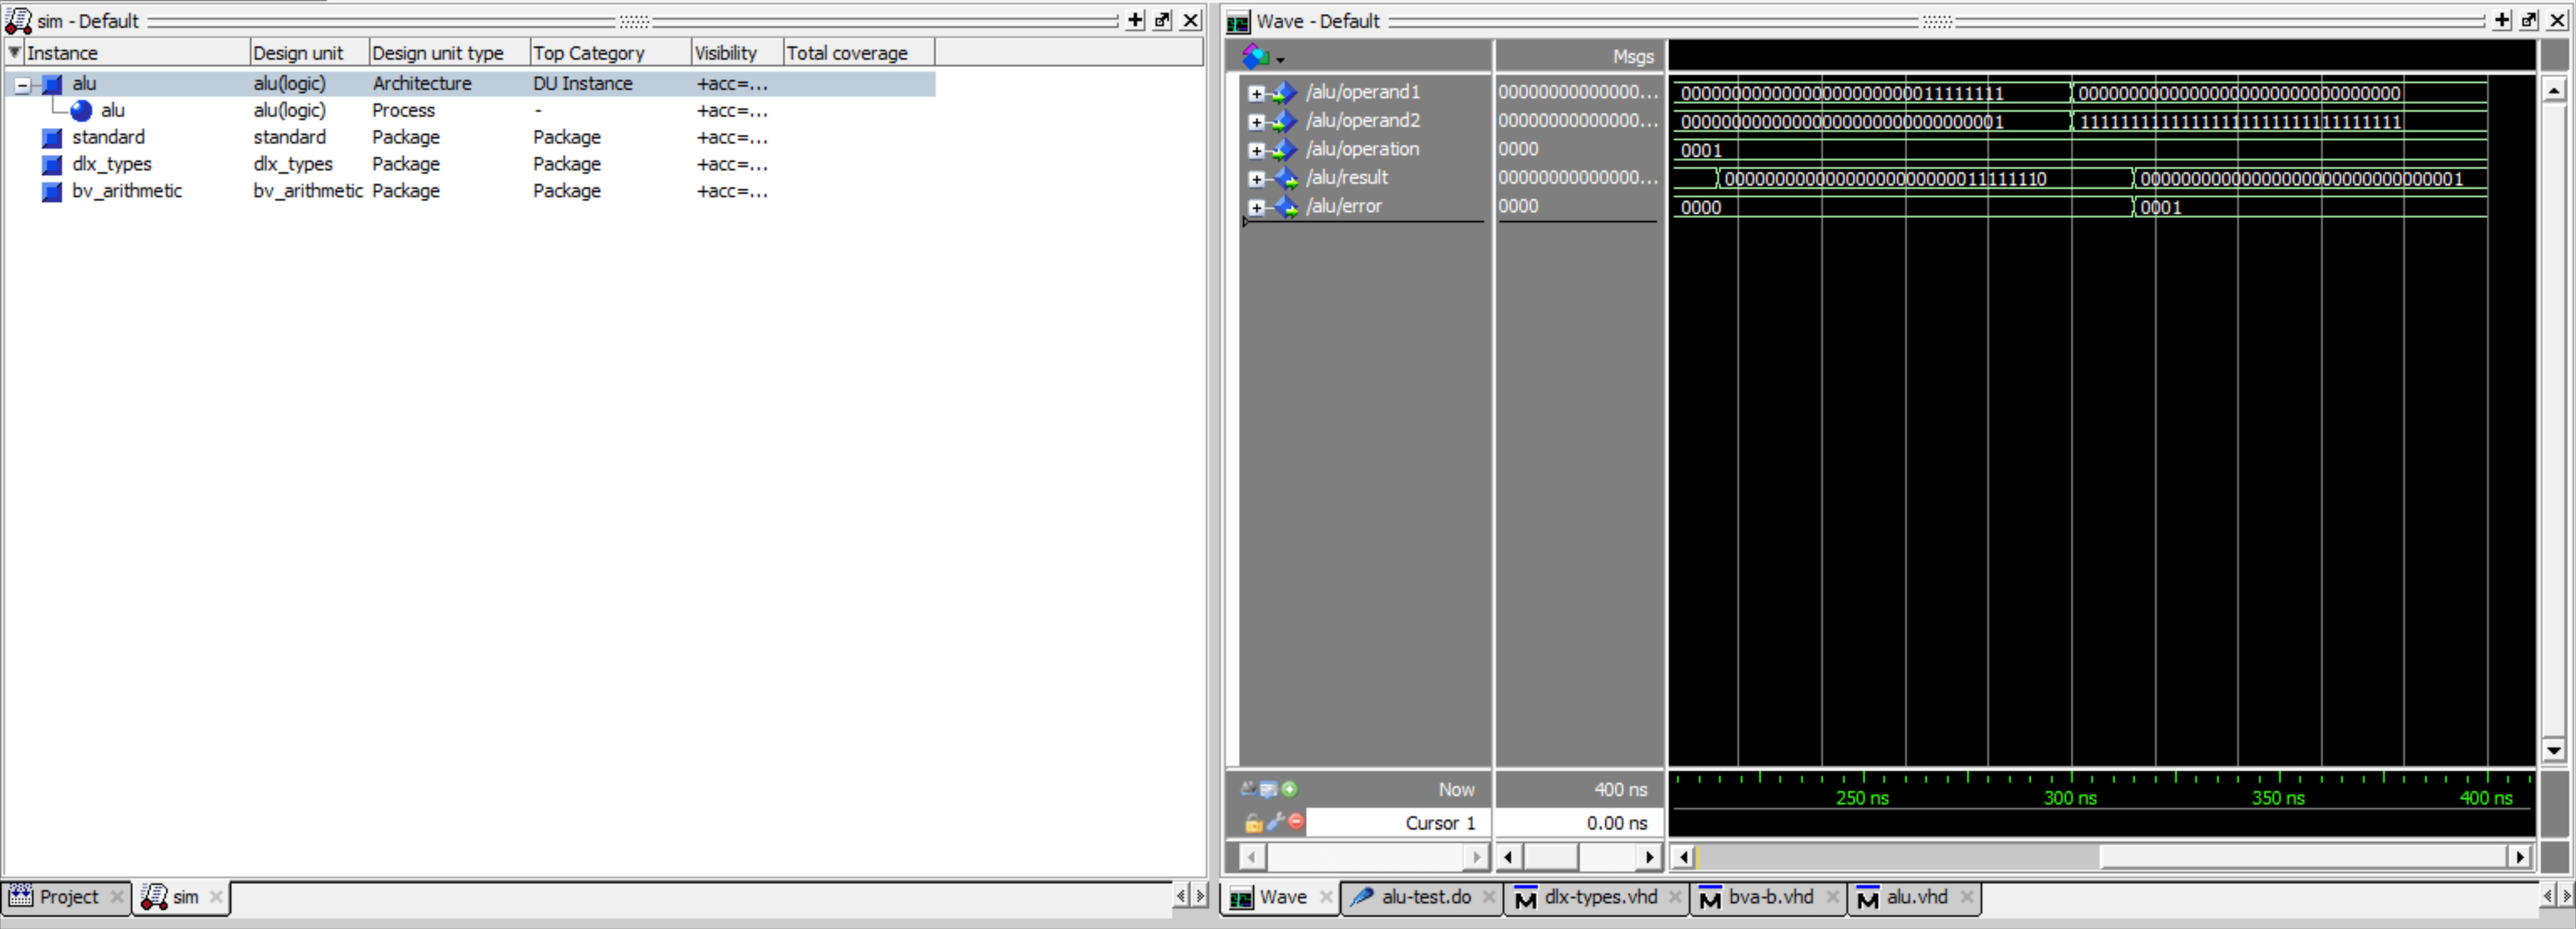 sim - Default
Instance Design unit Design unit type Top Category Visibility Total coverage
alu alu(logic) Architecture DU Instance +acc=...
alu alu(logic) Process - +acc=...
standard standard Package Package +acc=...
dlx_types dlx_types Package Package +acc=...
bv_arithmetic bv_arithmetic Package Package +acc=...
Project sim
Wave - Default
Msgs
/alu/operand1 00000000000000... 00000000000000000000000011111111 00000000000000000000000000000000
/alu/operand2 00000000000000... 00000000000000000000000000000001 11111111111111111111111111111111
/alu/operation 0000 0001
/alu/result 00000000000000... 00000000000000000000000011111110 00000000000000000000000000000001
/alu/error 0000 0000 0001
Now 400 ns 250 ns 300 ns 350 ns 400 ns
Cursor 1 0.00 ns
Wave alu-test.do dlx-types.vhd bva-b.vhd alu.vhd